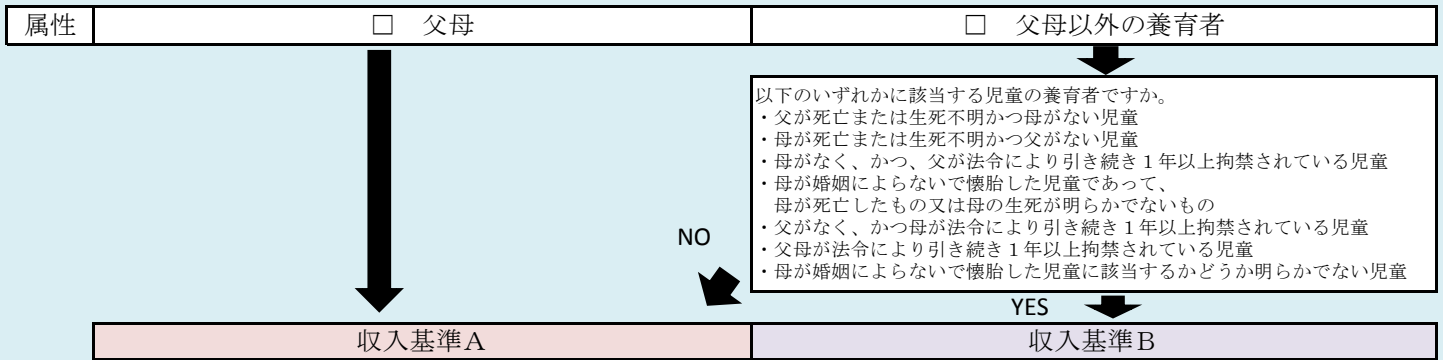 属性
□ 父母
□ 父母以外の養育者
以下のいずれかに該当する児童の養育者ですか。
・父が死亡または生死不明かつ母がない児童
・母が死亡または生死不明かつ父がない児童
・母がなく、かつ、父が法令により引き続き１年以上拘禁されている児童
・母が婚姻によらないで懐胎した児童であって、
母が死亡したもの又は母の生死が明らかでないもの
・父がなく、かつ母が法令により引き続き１年以上拘禁されている児童
・父母が法令により引き続き１年以上拘禁されている児童
・母が婚姻によらないで懐胎した児童に該当するかどうか明らかでない児童
NO
YES
収入基準Ａ
収入基準Ｂ